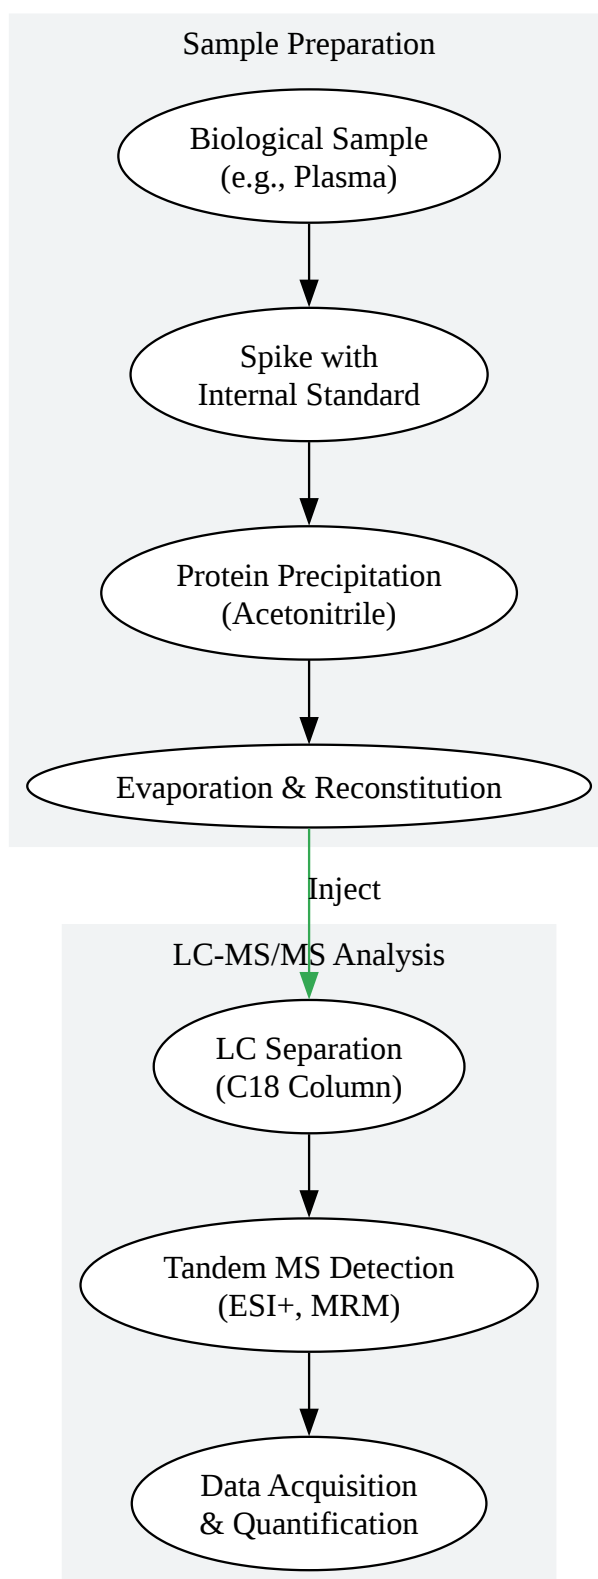 Sample Preparation
Biological Sample
(e.g., Plasma)
Spike with
Internal Standard
Protein Precipitation
(Acetonitrile)
Evaporation & Reconstitution
Inject
LC-MS/MS Analysis
LC Separation
(C18 Column)
Tandem MS Detection
(ESI+, MRM)
Data Acquisition
& Quantification